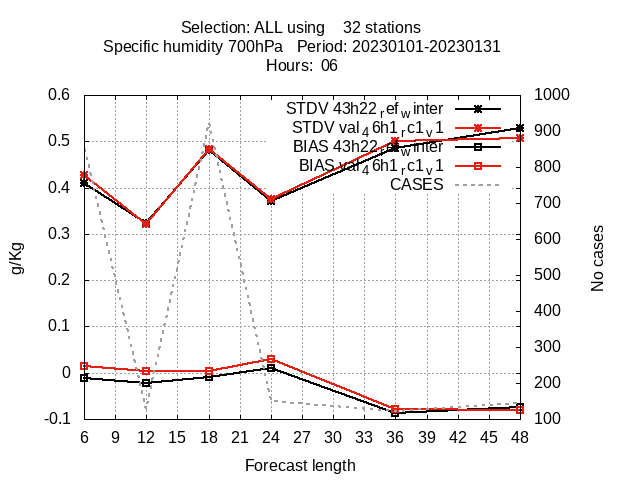 Selection: ALL using    32 stations
Specific humidity 700hPa   Period: 20230101-20230131
Hours:  06
STDV 43h22_ref_winter
STDV val_46h1_rc1_v1
BIAS 43h22_ref_winter
BIAS val_46h1_rc1_v1
CASES
0.6
0.5
0.4
0.3
0.2
0.1
0
-0.1
g/Kg
1000
900
800
700
600
500
400
300
200
100
No cases
6 9 12 15 18 21 24 27 30 33 36 39 42 45 48
Forecast length